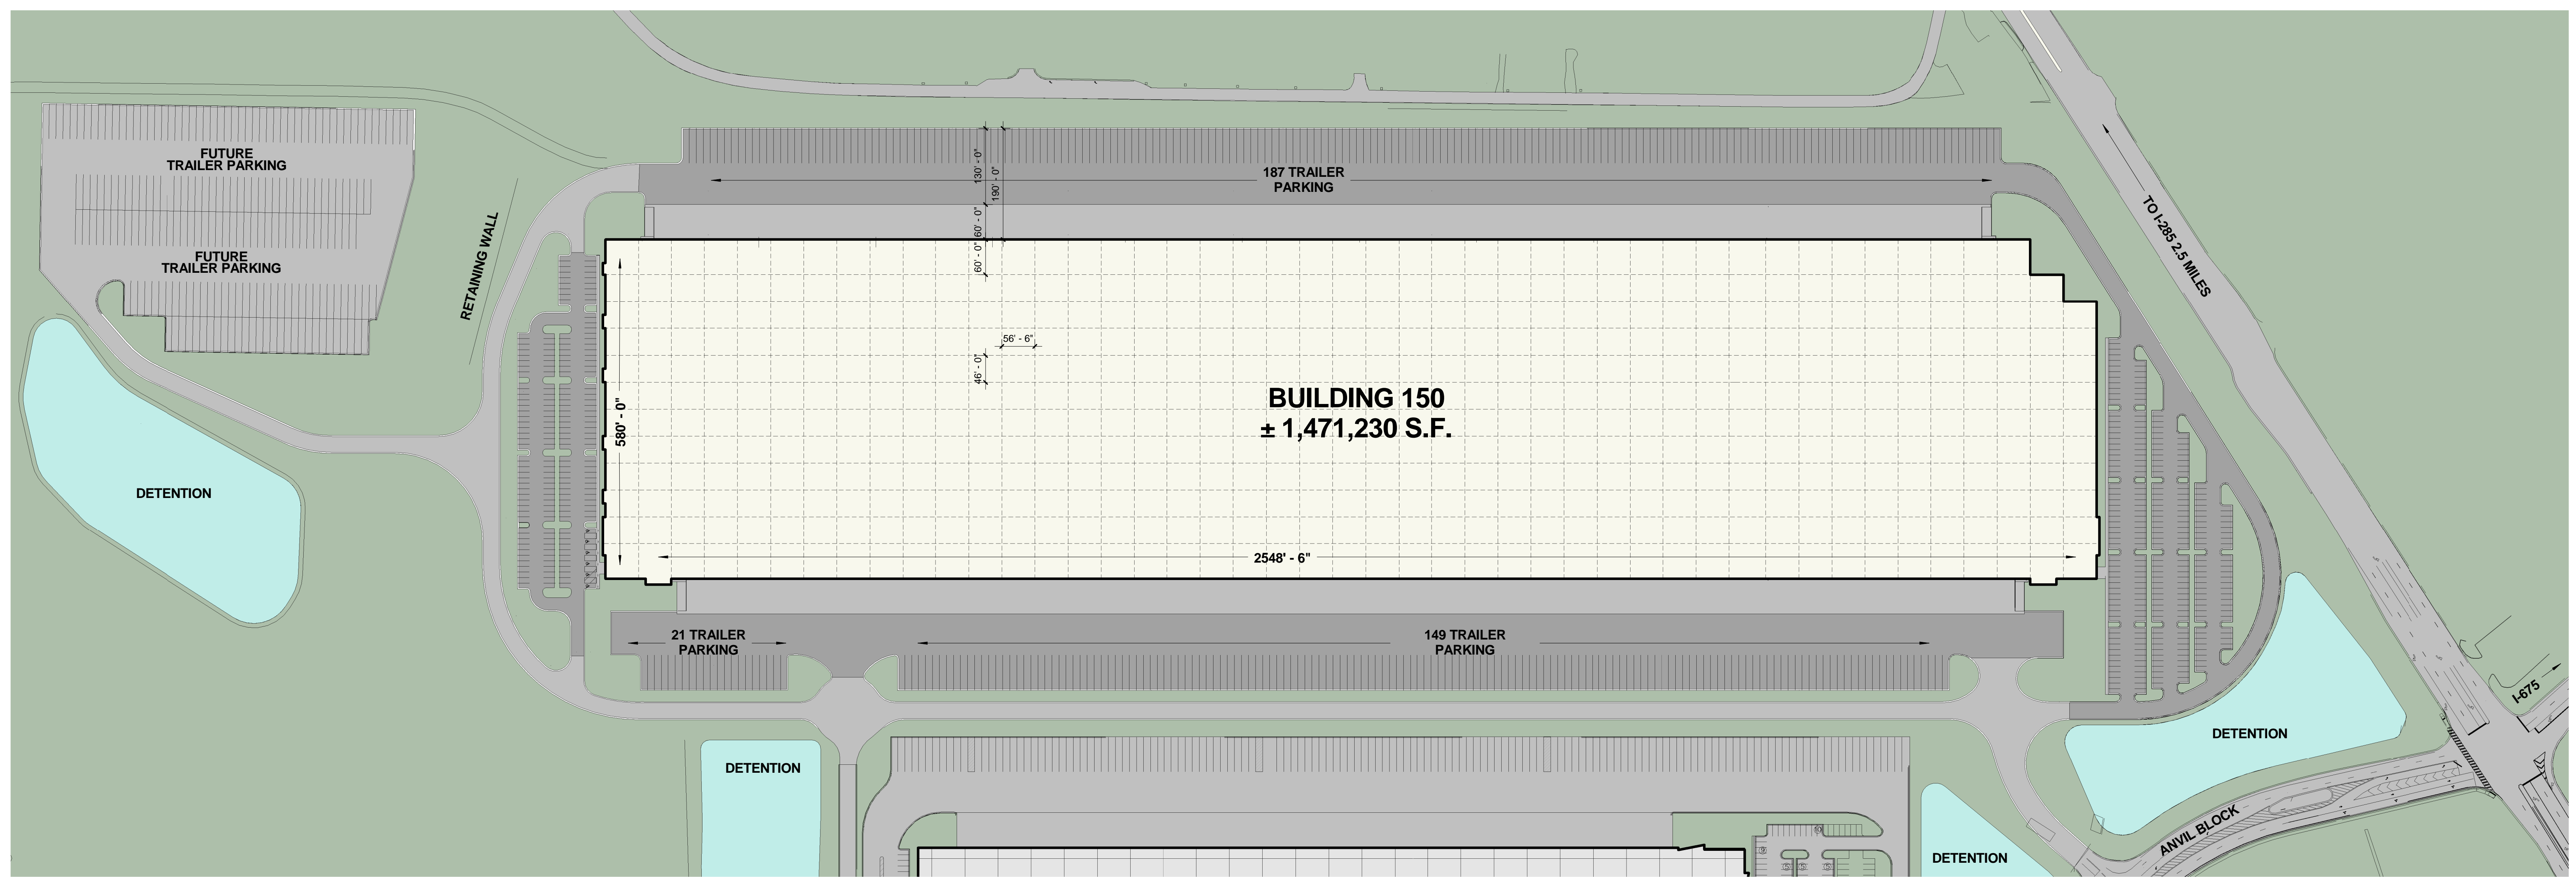 FUTURE
TRAILER PARKING
FUTURE
TRAILER PARKING
RETAINING WALL
DETENTION
187 TRAILER
PARKING
130' - 0"
190' - 0"
60' - 0"
60' - 0"
56' - 6"
46' - 0"
580' - 0"
BUILDING 150
± 1,471,230 S.F.
2548' - 6"
21 TRAILER
PARKING
149 TRAILER
PARKING
TO I-285 2.5 MILES
I-675
DETENTION
DETENTION
DETENTION
ANVIL BLOCK